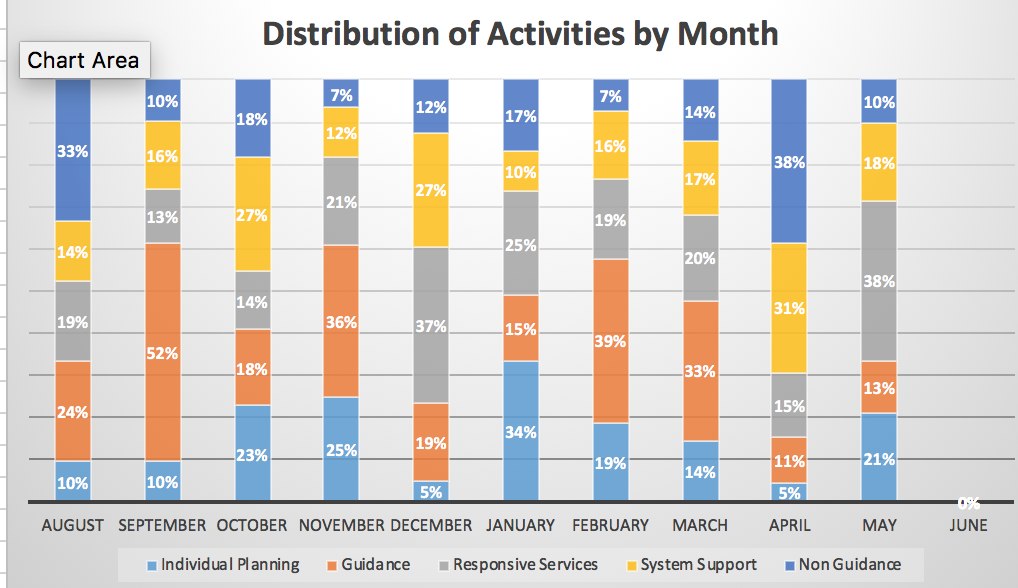 Distribution of Activities by Month
Chart Area
10% 7% 12% 17% 7% 14% 10%
33% 18% 38%
16% 12% 10% 16% 17% 18%
14% 27% 27% 31%
13% 21% 25% 19% 20% 38%
19% 14% 37% 15%
52% 36% 15% 39% 33% 13%
24% 18% 19% 11%
10% 10% 23% 25% 5% 34% 19% 14% 5% 21% 0%
AUGUST SEPTEMBER OCTOBER NOVEMBER DECEMBER JANUARY FEBRUARY MARCH APRIL MAY JUNE
Individual Planning Guidance Responsive Services System Support Non Guidance